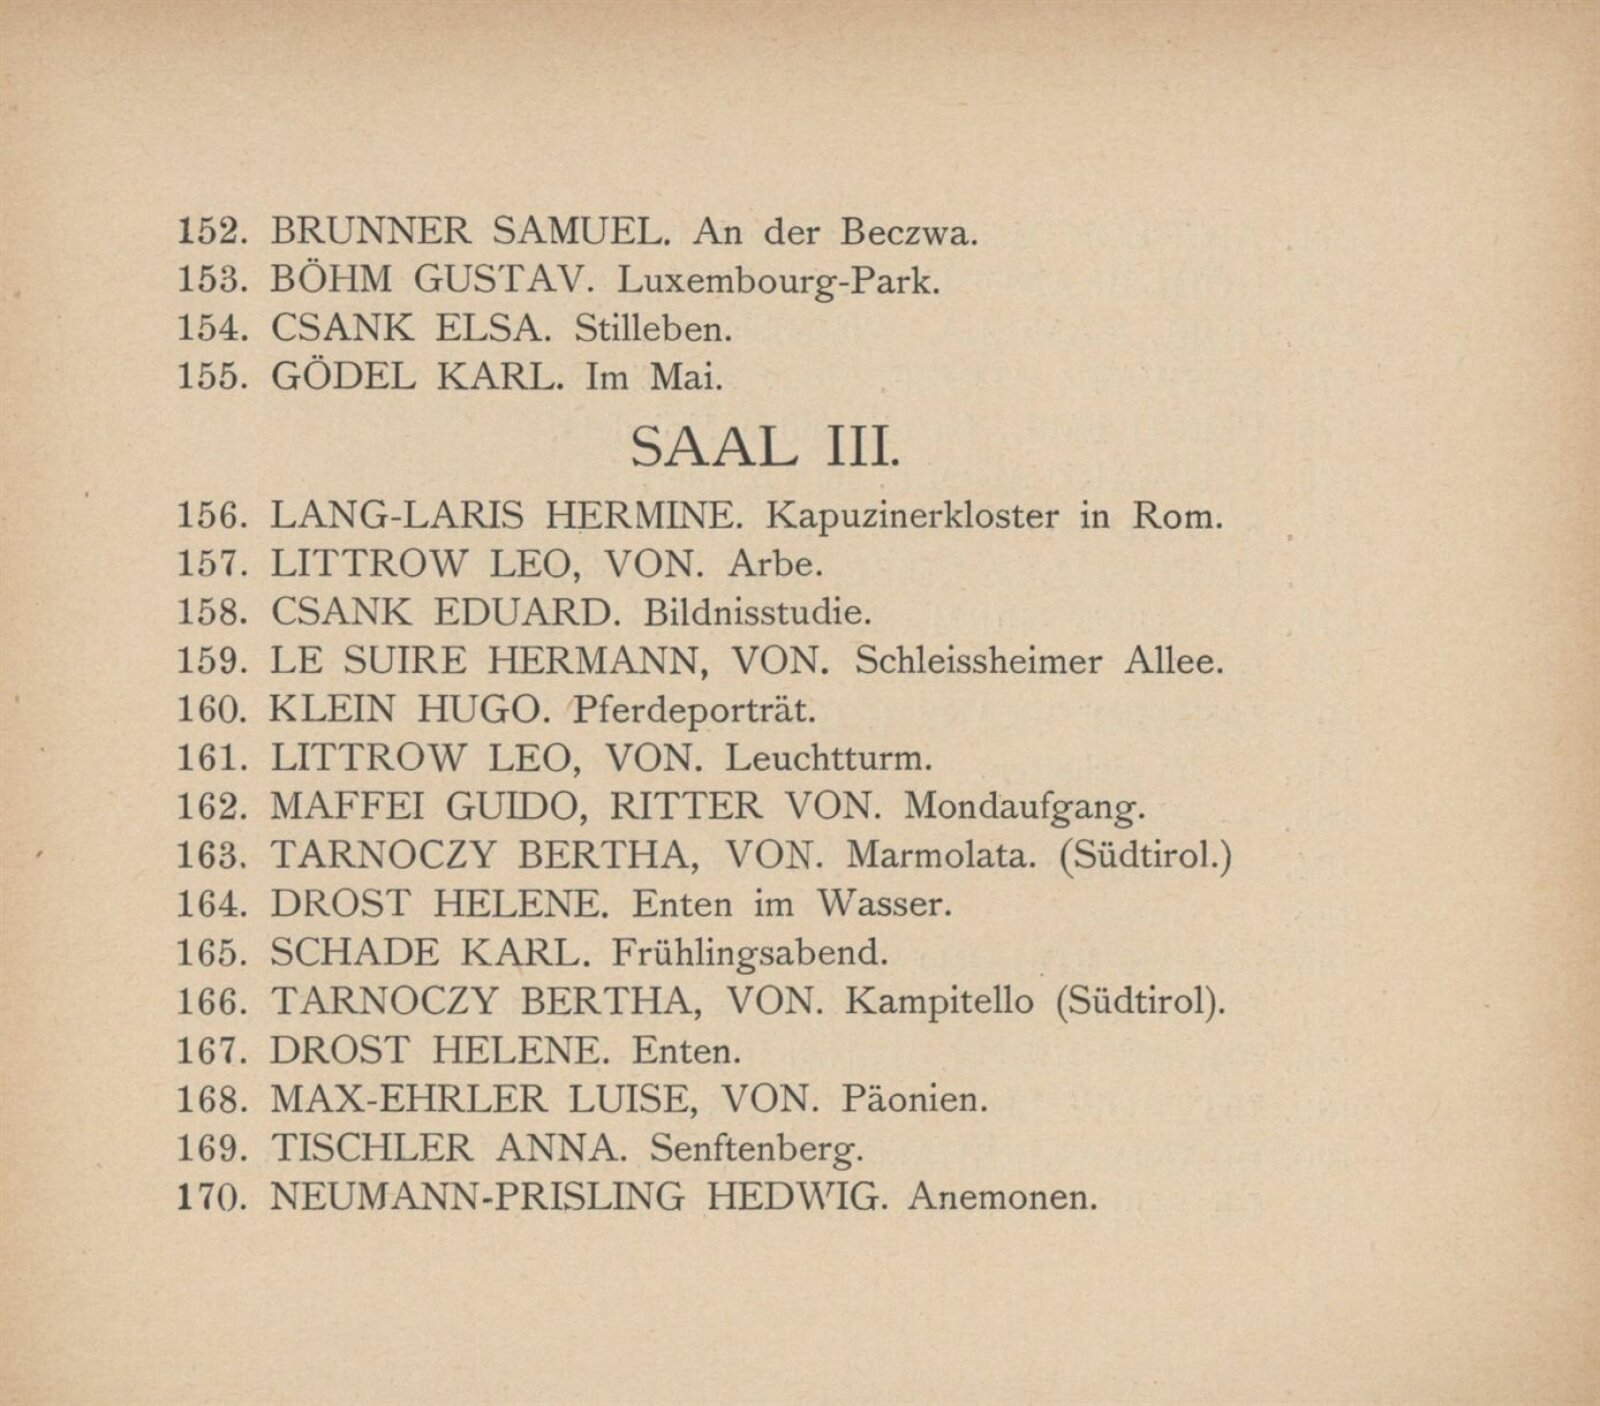 152. BRUNNER SAMUEL. An der Beczwa.
153. BÖHM GUSTAV. Luxembourg-Park.
154. CSANK ELSA. Stilleben.
155. GÖDEL KARL. Im Mai.
SAAL III.
156. LANG-LARIS HERMINE. Kapuzinerkloster in Rom.
157. LITTROW LEO, VON. Arbe.
158. CSANK EDUARD. Bildnisstudie.
159. LE SUIRE HERMANN, VON. Schleissheimer Allee.
160. KLEIN HUGO. Pferdeporträt.
161. LITTROW LEO, VON. Leuchtturm.
162. MAFFEI GUIDO, RITTER VON. Mondaufgang.
163. TARNOCZY BERTHA, VON. Marmolata. (Südtirol.)
164. DROST HELENE. Enten im Wasser.
165. SCHADE KARL. Frühlingsabend.
166. TARNOCZY BERTHA, VON. Kampitello (Südtirol).
167. DROST HELENE. Enten.
168. MAX-EHRLER LUISE, VON. Päonien.
169. TISCHLER ANNA. Senftenberg.
170. NEUMANN-PRISLING HEDWIG. Anemonen.